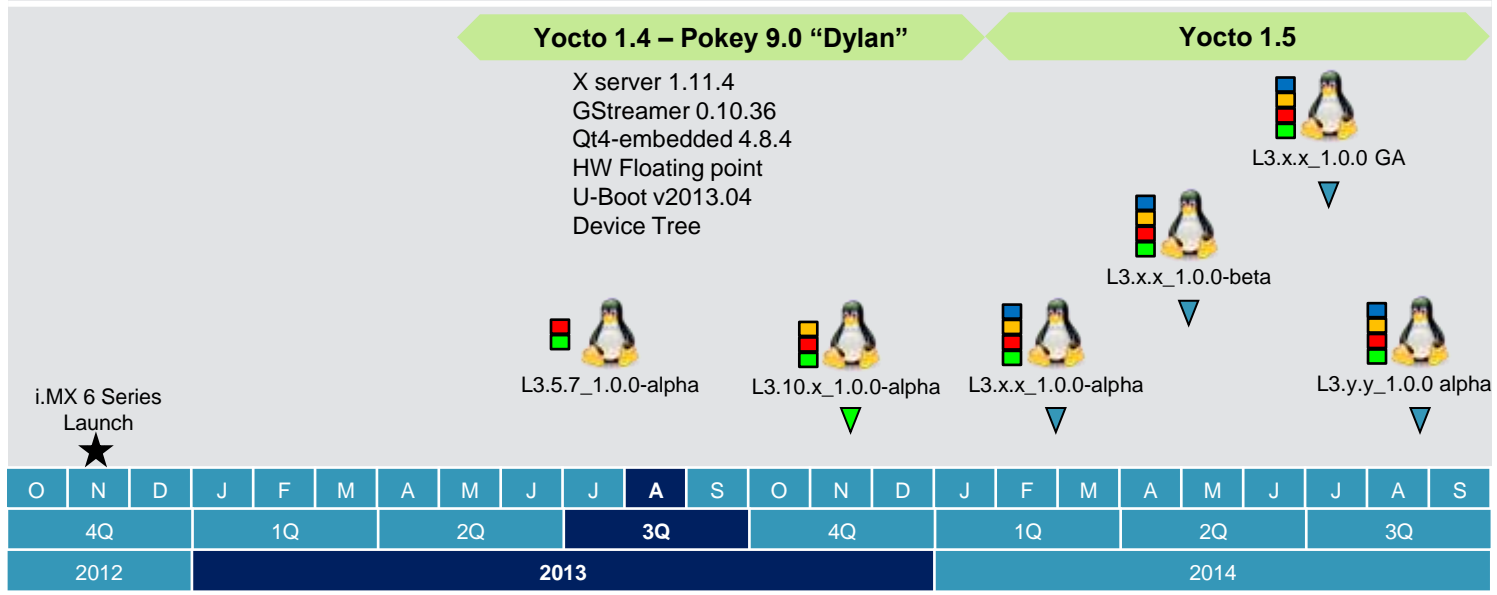 Yocto 1.4 – Pokey 9.0 “Dylan”
Yocto 1.5
X server 1.11.4
GStreamer 0.10.36
Qt4-embedded 4.8.4
HW Floating point
U-Boot v2013.04
Device Tree
L3.x.x_1.0.0 GA
L3.x.x_1.0.0-beta
L3.5.7_1.0.0-alpha
L3.10.x_1.0.0-alpha
L3.x.x_1.0.0-alpha
L3.y.y_1.0.0 alpha
i.MX 6 Series
Launch
O N D J F M A M J J A S O N D J F M A M J J A S
4Q 1Q 2Q 3Q 4Q 1Q 2Q 3Q
2012 2013 2014